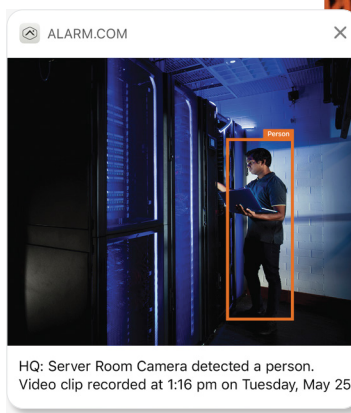 ALARM.COM
Person
HQ: Server Room Camera detected a person.
Video clip recorded at 1:16 pm on Tuesday, May 25